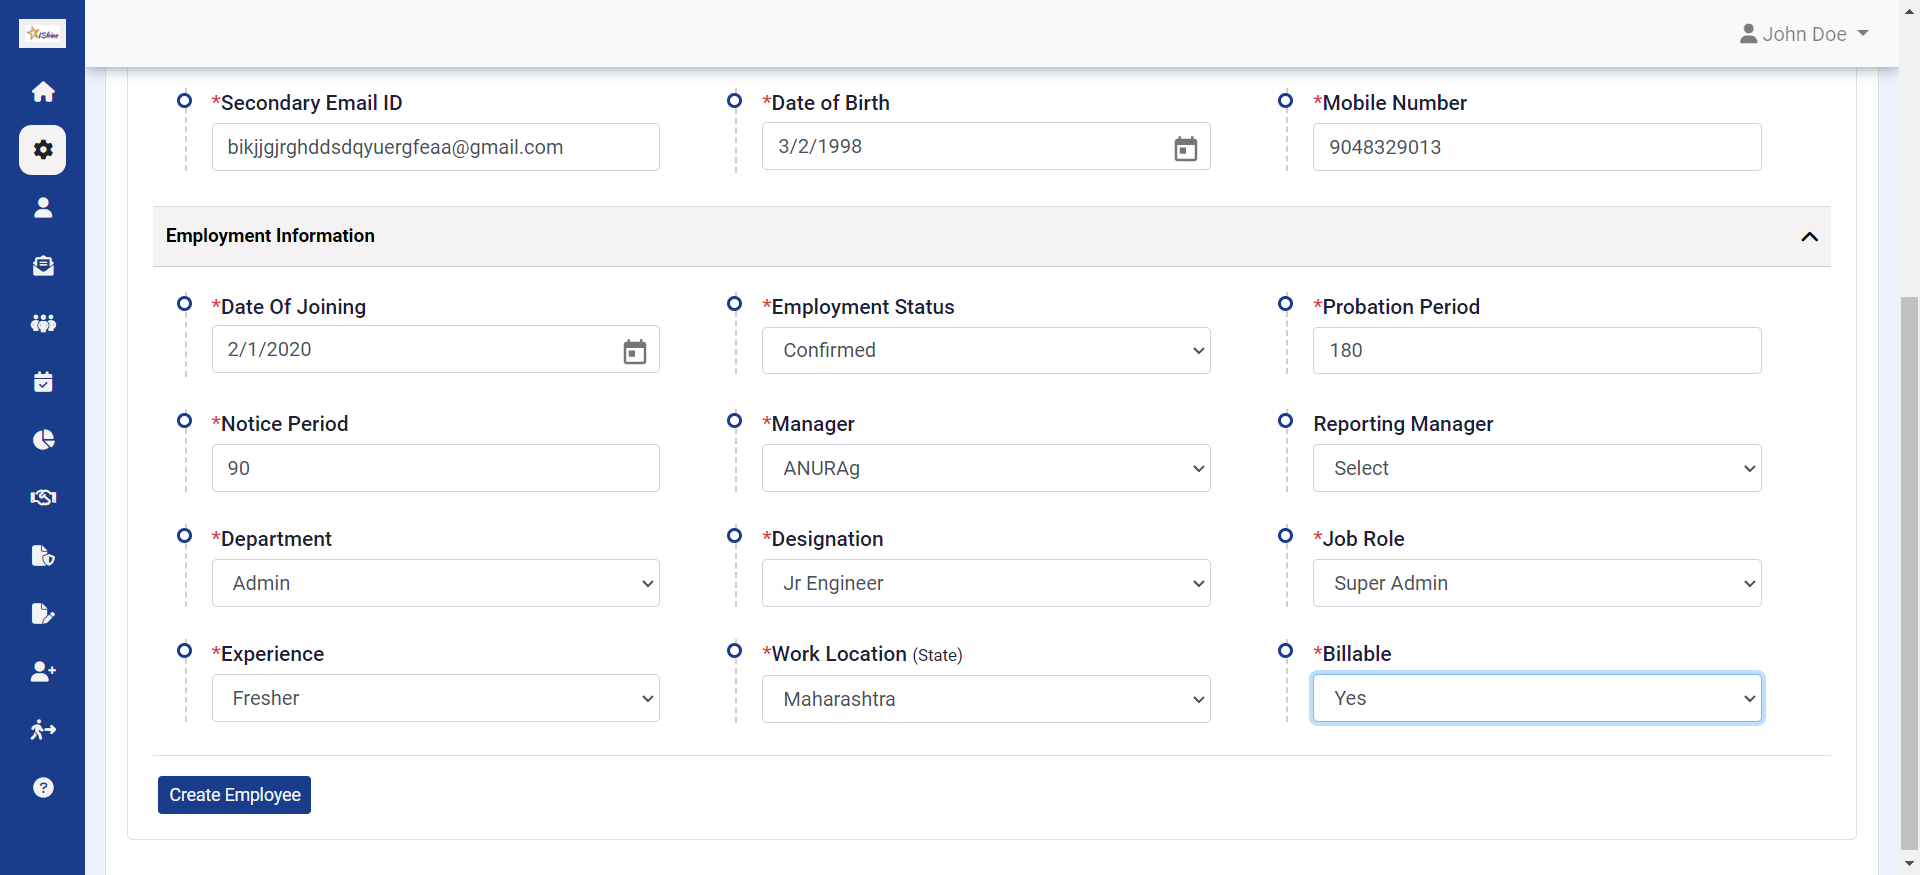 iShine
John Doe
*Secondary Email ID
*Date of Birth
*Mobile Number
bikjjgjrghddsdqyuergfeaa@gmail.com
3/2/1998
9048329013
Employment Information
*Date Of Joining
*Employment Status
*Probation Period
2/1/2020
Confirmed
180
*Notice Period
*Manager
Reporting Manager
90
ANURAg
Select
*Department
*Designation
*Job Role
Admin
Jr Engineer
Super Admin
*Experience
*Work Location (State)
*Billable
Fresher
Maharashtra
Yes
Create Employee